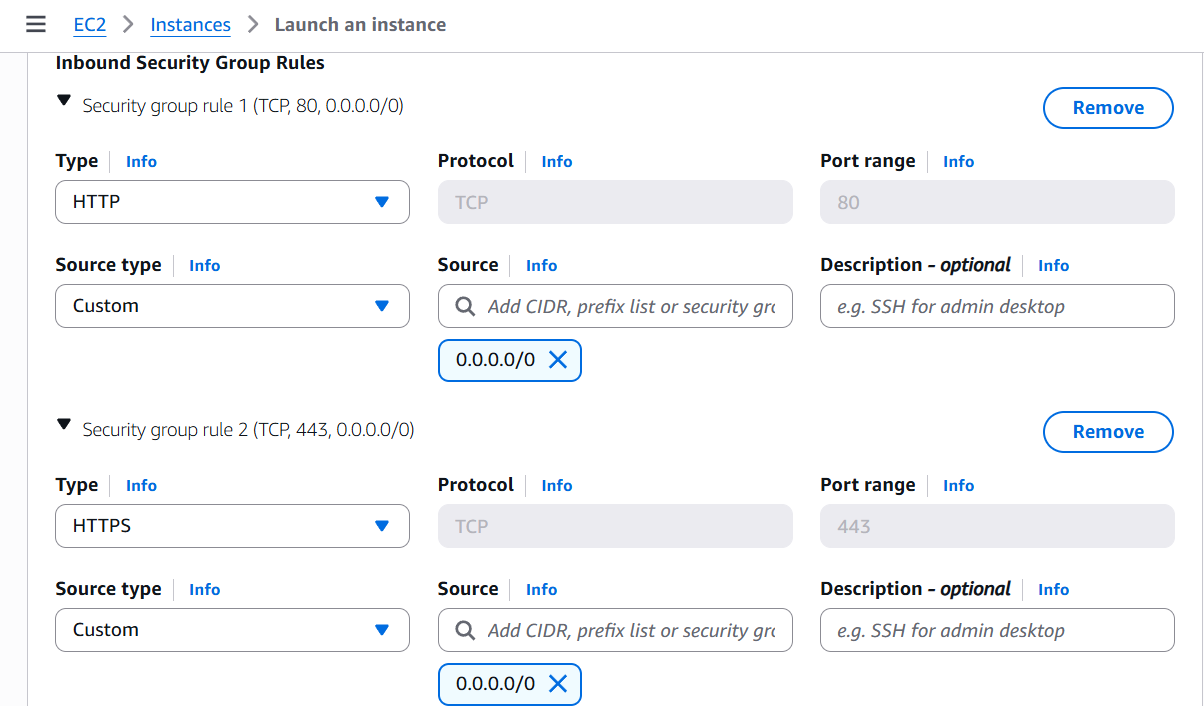 EC2 > Instances > Launch an instance
Inbound Security Group Rules
Security group rule 1 (TCP, 80, 0.0.0.0/0)
Remove
Type Info Protocol Info Port range Info
HTTP TCP 80
Source type Info Source Info Description - optional Info
Custom Add CIDR, prefix list or security gr e.g. SSH for admin desktop
0.0.0.0/0
Security group rule 2 (TCP, 443, 0.0.0.0/0)
Remove
Type Info Protocol Info Port range Info
HTTPS TCP 443
Source type Info Source Info Description - optional Info
Custom Add CIDR, prefix list or security gr e.g. SSH for admin desktop
0.0.0.0/0